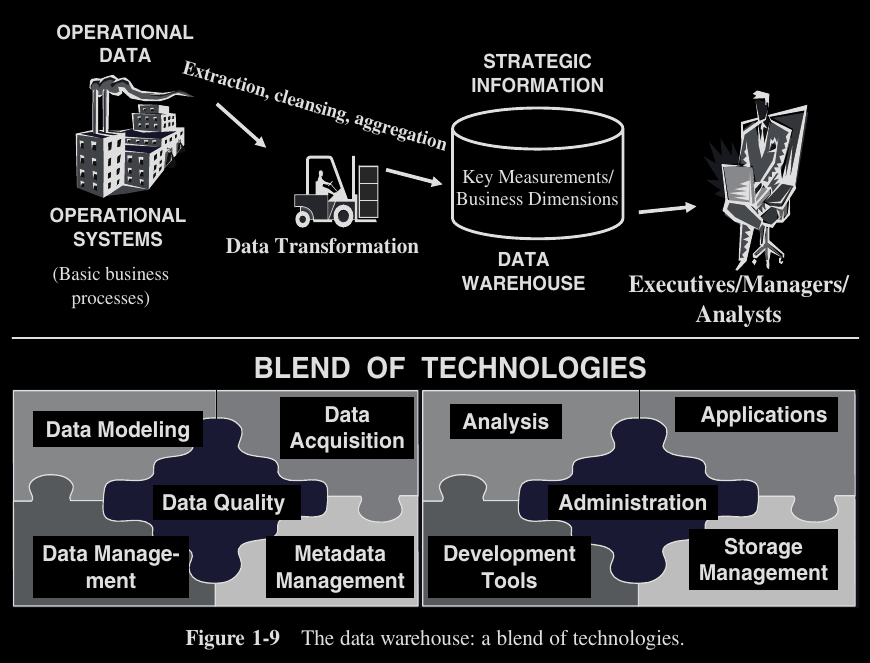 OPERATIONAL
DATA
Extraction, cleansing, aggregation
STRATEGIC
INFORMATION
Key Measurements/
Business Dimensions
OPERATIONAL
SYSTEMS
(Basic business
processes)
Data Transformation
DATA
WAREHOUSE
Executives/Managers/
Analysts
BLEND OF TECHNOLOGIES
Data Modeling
Data
Acquisition
Data Quality
Data Manage-
ment
Metadata
Management
Analysis
Applications
Administration
Development
Tools
Storage
Management
Figure 1-9 The data warehouse: a blend of technologies.